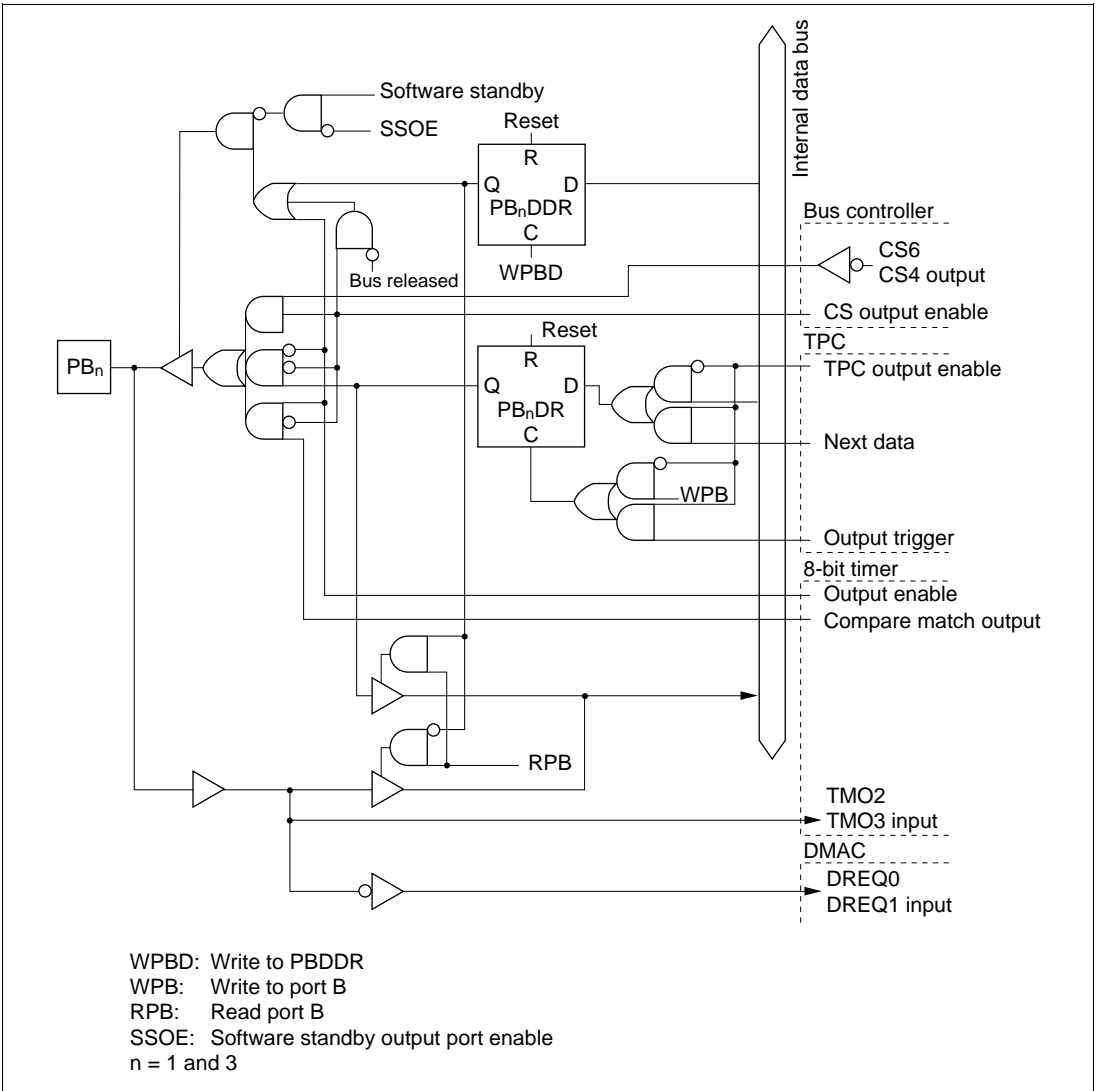 Software standby
SSOE
Internal data bus
Reset
R
Q D
PBnDDR
C
WPBD
Bus controller
CS6
CS4 output
Bus released
CS output enable
TPC
Reset
R
Q D
PBnDR
C
PBn
TPC output enable
Next data
WPB
Output trigger
8-bit timer
Output enable
Compare match output
RPB
TMO2
TMO3 input
DMAC
DREQ0
DREQ1 input
WPBD: Write to PBDDR
WPB: Write to port B
RPB: Read port B
SSOE: Software standby output port enable
n = 1 and 3